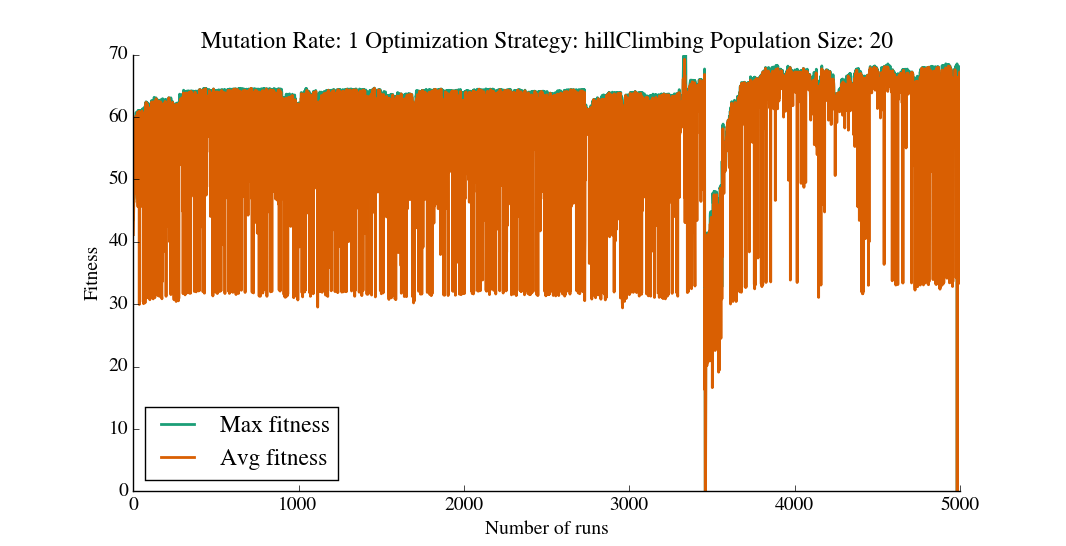 Mutation Rate: 1 Optimization Strategy: hillClimbing Population Size: 20
70
60
50
40
30
20
10
0
Fitness
Max fitness
Avg fitness
0 1000 2000 3000 4000 5000
Number of runs